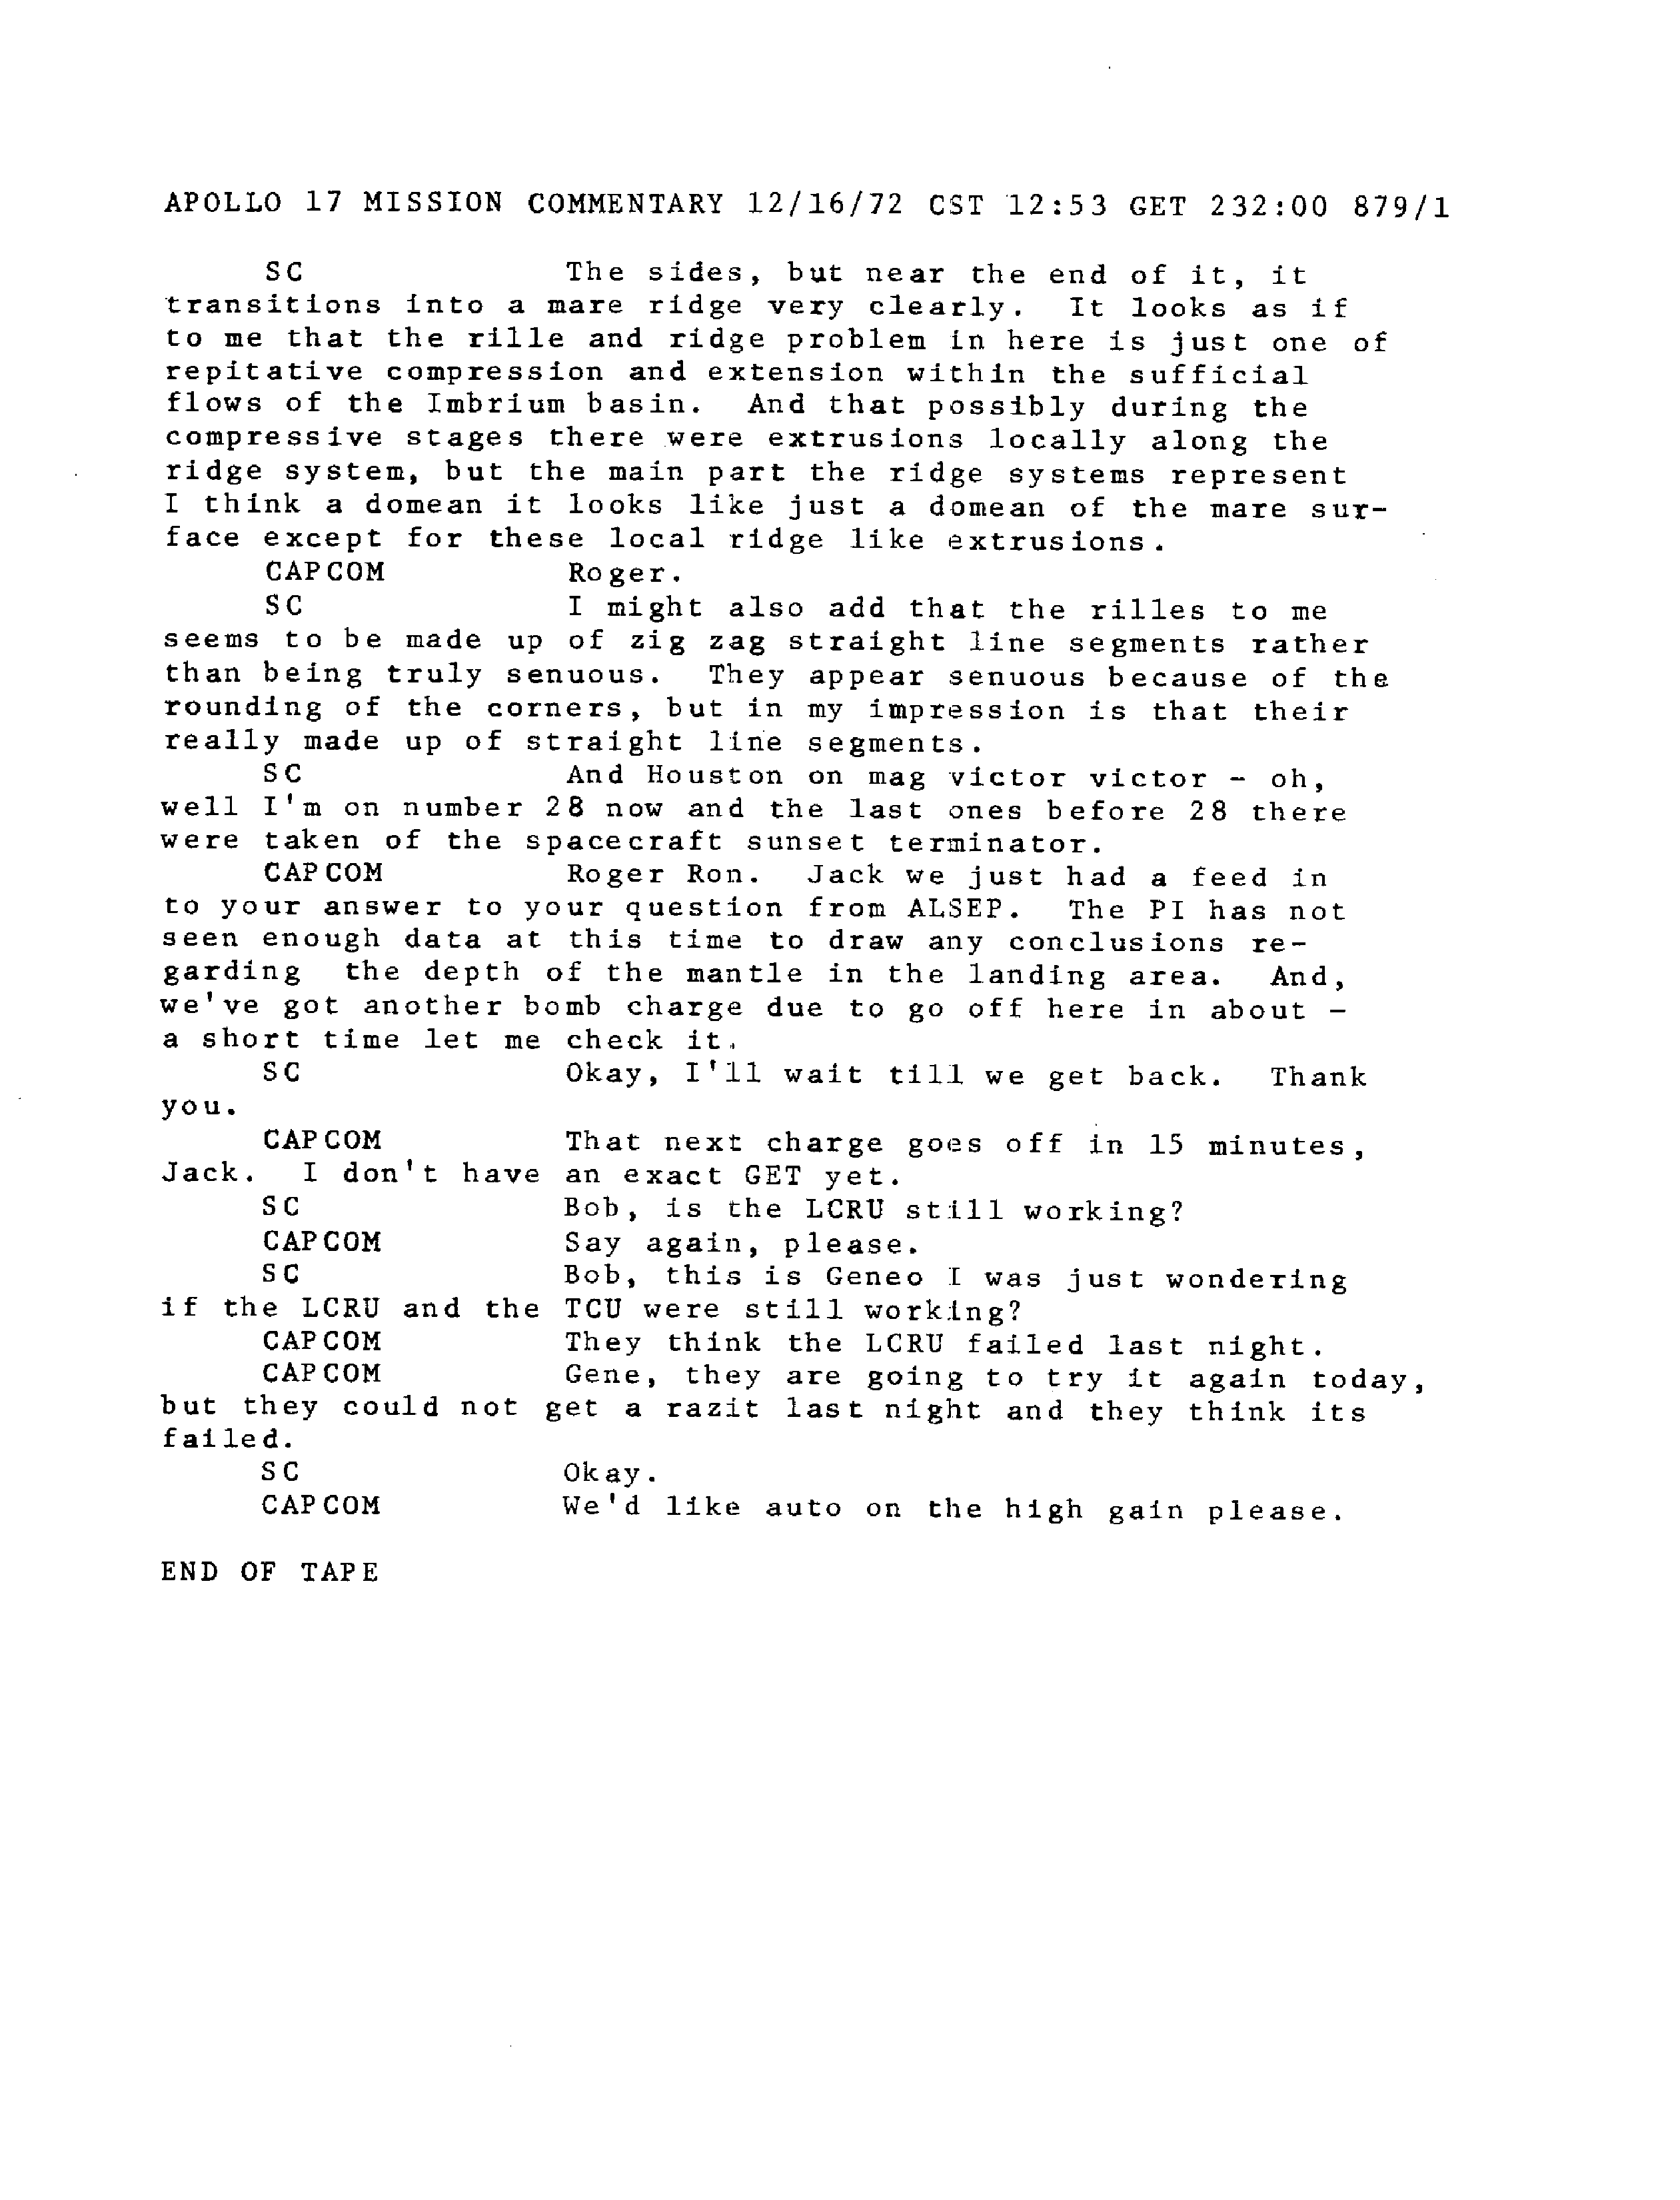 APOLLO 17 MISSION COMMENTARY 12/16/72 CST 12:53 GET 232:00 879/1
SC The sides, but near the end of it, it
transitions into a mare ridge very clearly. It looks as if
to me that the rille and ridge problem in here is just one of
repitative compression and extension within the sufficial
flows of the Imbrium basin. And that possibly during the
compressive stages there were extrusions locally along the
ridge system, but the main part the ridge systems represent
I think a domean it looks like just a domean of the mare sur-
face except for these local ridge like extrusions.
CAPCOM Roger.
SC I might also add that the rilles to me
seems to be made up of zig zag straight line segments rather
than being truly senuous. They appear senuous because of the
rounding of the corners, but in my impression is that their
really made up of straight line segments.
SC And Houston on mag victor victor - oh,
well I'm on number 28 now and the last ones before 28 there
were taken of the spacecraft sunset terminator.
CAPCOM Roger Ron. Jack we just had a feed in
to your answer to your question from ALSEP. The PI has not
seen enough data at this time to draw any conclusions re-
garding the depth of the mantle in the landing area. And,
we've got another bomb charge due to go off here in about -
a short time let me check it.
SC Okay, I'll wait till we get back. Thank
you.
CAPCOM That next charge goes off in 15 minutes,
Jack. I don't have an exact GET yet.
SC Bob, is the LCRU still working?
CAPCOM Say again, please.
SC Bob, this is Geneo I was just wondering
if the LCRU and the TCU were still working?
CAPCOM They think the LCRU failed last night.
CAPCOM Gene, they are going to try it again today,
but they could not get a razit last night and they think its
failed.
SC Okay.
CAPCOM We'd like auto on the high gain please.
END OF TAPE